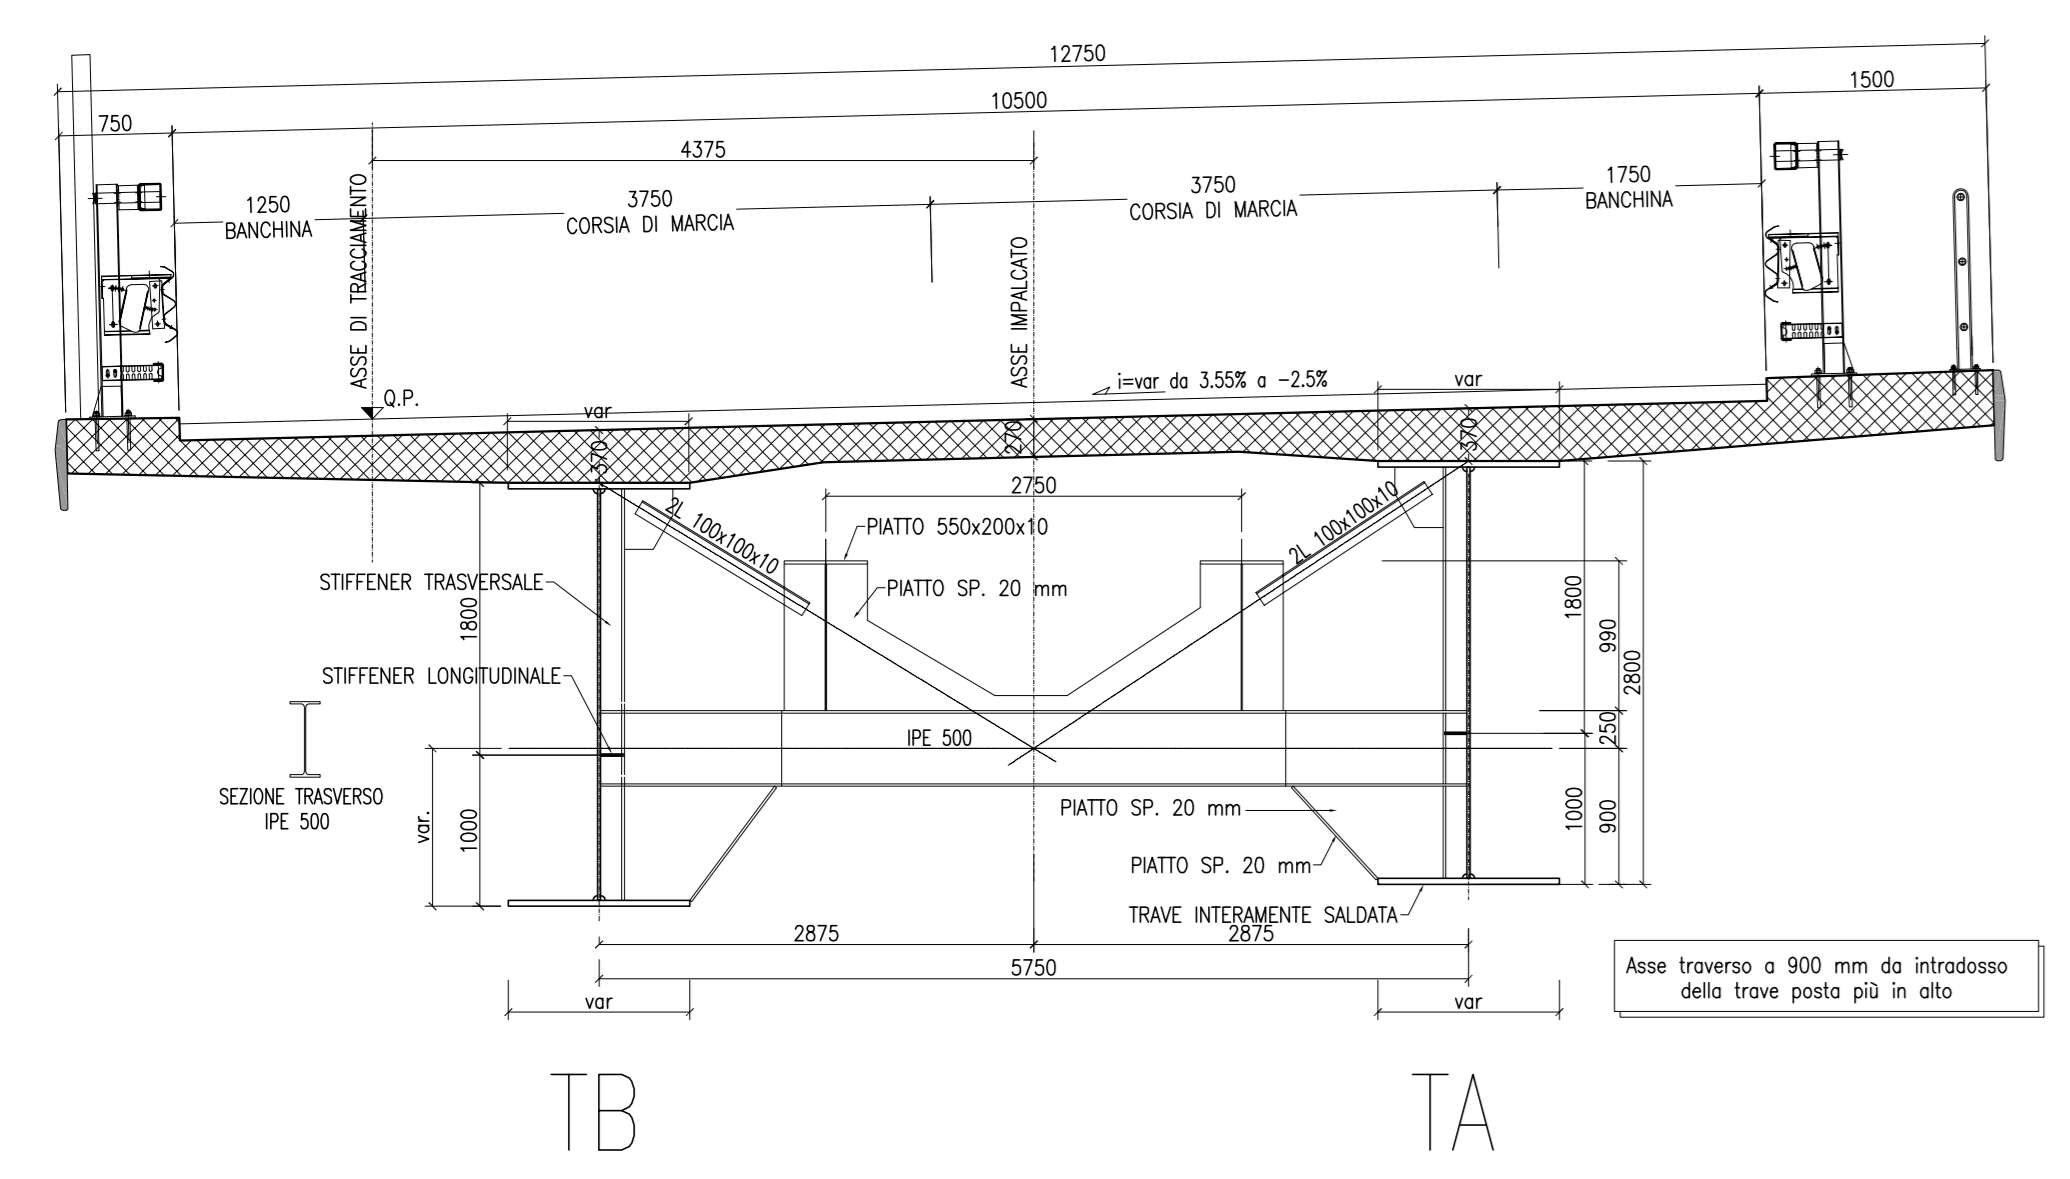 12750
10500
1500
750
4375
1250
BANCHINA
3750
CORSIA DI MARCIA
3750
CORSIA DI MARCIA
1750
BANCHINA
ASSE DI TRACCIAMENTO
ASSE IMPALCATO
Q.P.
i=var da 3.55% a -2.5%
var
var
370
270
370
2750
2L 100x100x10
2L 100x100x10
PIATTO 550x200x10
PIATTO SP. 20 mm
STIFFENER TRASVERSALE
1800
1800
990
2800
STIFFENER LONGITUDINALE
250
IPE 500
SEZIONE TRASVERSO
IPE 500
var.
1000
1000
900
PIATTO SP. 20 mm
PIATTO SP. 20 mm
TRAVE INTERAMENTE SALDATA
2875
2875
5750
var
var
Asse traverso a 900 mm da intradosso
della trave posta più in alto
TB
TA